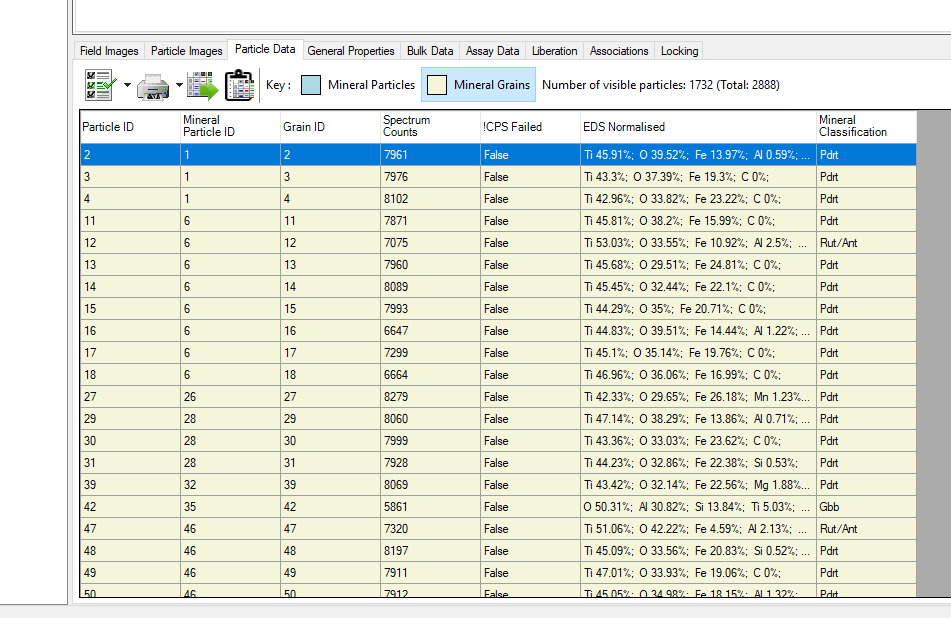 Field Images Particle Images Particle Data General Properties Bulk Data Assay Data Liberation Associations Locking
Key : Mineral Particles Mineral Grains Number of visible particles: 1732 (Total: 2888)
Particle ID Mineral Particle ID Grain ID Spectrum Counts !CPS Failed EDS Normalised Mineral Classification
2 1 2 7961 False Ti 45.91%; O 39.52%; Fe 13.97%; Al 0.59%; ... Pdrt
3 1 3 7976 False Ti 43.3%; O 37.39%; Fe 19.3%; C 0%; Pdrt
4 1 4 8102 False Ti 42.96%; O 33.82%; Fe 23.22%; C 0%; Pdrt
11 6 11 7871 False Ti 45.81%; O 38.2%; Fe 15.99%; C 0%; Pdrt
12 6 12 7075 False Ti 53.03%; O 33.55%; Fe 10.92%; Al 2.5%; ... Rut/Ant
13 6 13 7960 False Ti 45.68%; O 29.51%; Fe 24.81%; C 0%; Pdrt
14 6 14 8089 False Ti 45.45%; O 32.44%; Fe 22.1%; C 0%; Pdrt
15 6 15 7993 False Ti 44.29%; O 35%; Fe 20.71%; C 0%; Pdrt
16 6 16 6647 False Ti 44.83%; O 39.51%; Fe 14.44%; Al 1.22%; ... Pdrt
17 6 17 7299 False Ti 45.1%; O 35.14%; Fe 19.76%; C 0%; Pdrt
18 6 18 6664 False Ti 46.96%; O 36.06%; Fe 16.99%; C 0%; Pdrt
27 26 27 8279 False Ti 42.33%; O 29.65%; Fe 26.18%; Mn 1.23%... Pdrt
29 28 29 8060 False Ti 47.14%; O 38.29%; Fe 13.86%; Al 0.71%; ... Pdrt
30 28 30 7999 False Ti 43.36%; O 33.03%; Fe 23.62%; C 0%; Pdrt
31 28 31 7928 False Ti 44.23%; O 32.86%; Fe 22.38%; Si 0.53%; Pdrt
39 32 39 8069 False Ti 43.42%; O 32.14%; Fe 22.56%; Mg 1.88%... Pdrt
42 35 42 5861 False O 50.31%; Al 30.82%; Si 13.84%; Ti 5.03%; ... Gbb
47 46 47 7320 False Ti 51.06%; O 42.22%; Fe 4.59%; Al 2.13%; ... Rut/Ant
48 46 48 8197 False Ti 45.09%; O 33.56%; Fe 20.83%; Si 0.52%; ... Pdrt
49 46 49 7911 False Ti 47.01%; O 33.93%; Fe 19.06%; C 0%; Pdrt
50 46 50 7912 False Ti 45.05%; O 34.98%; Fe 18.15%; Al 1.32%; ... Pdrt